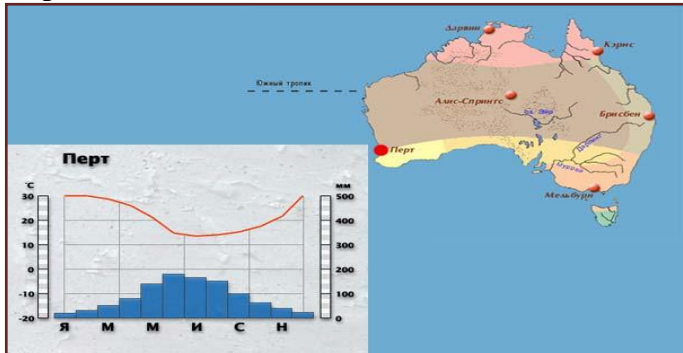 Дарвин
Кэрнс
Южный тропик
Алис-Спрингс
Брисбен
Перт
Мельбурн
Перт
°C
мм
30
500
20
400
10
300
0
200
-10
100
-20
0
Я М М И С Н